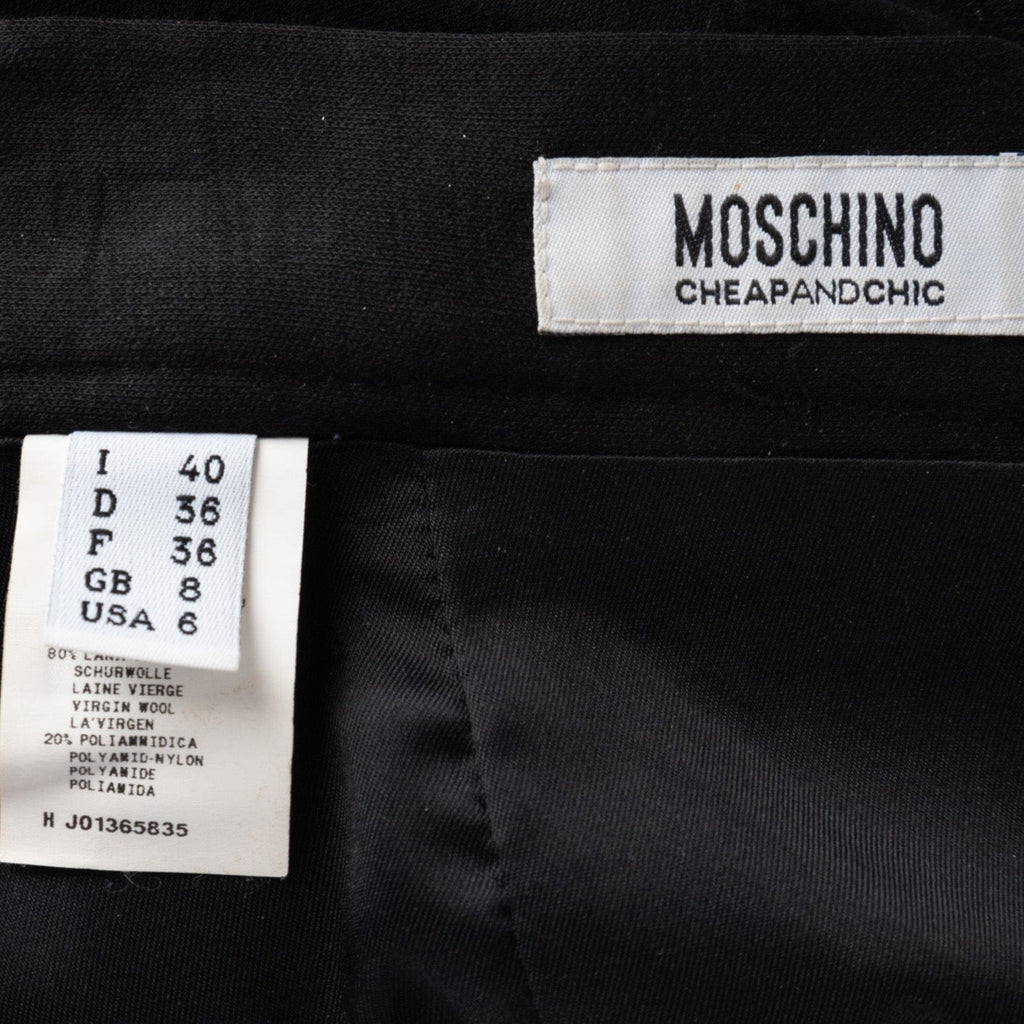 MOSCHINO
CHEAPANDCHIC
I 40
D 36
F 36
GB 8
USA 6
80%
SCHURWOLLE
LAINE VIERGE
VIRGIN WOOL
LA'VIRGEN
20% POLIAMMIDICA
POLYAMID-NYLON
POLYAMIDE
POLIAMIDA
H J01365835